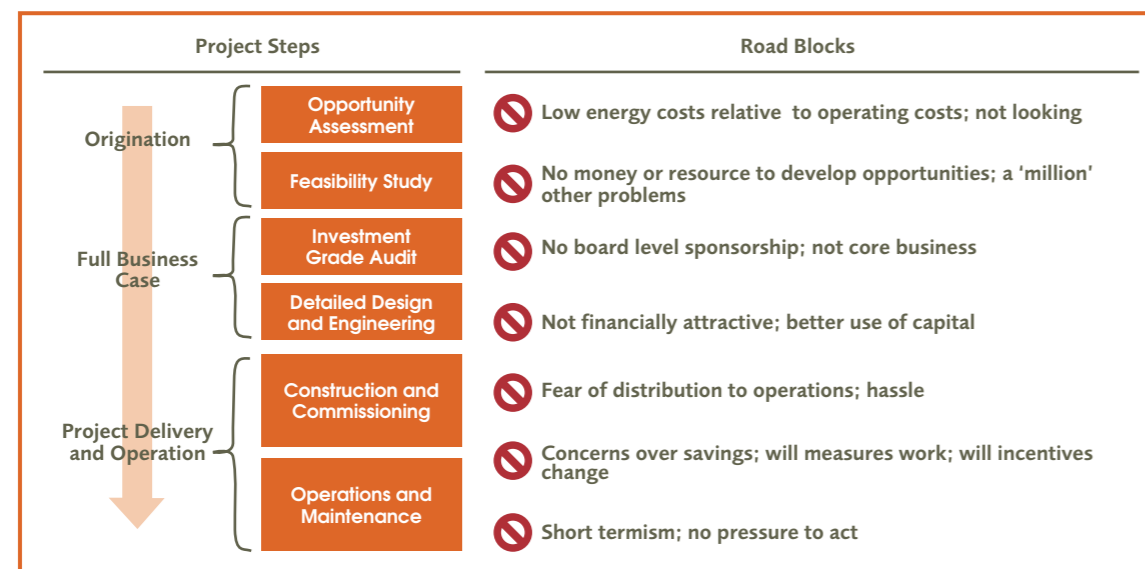 Project Steps
Road Blocks
Origination
Opportunity
Assessment
Low energy costs relative to operating costs; not looking
Feasibility Study
No money or resource to develop opportunities; a ‘million’
other problems
Full Business
Case
Investment
Grade Audit
No board level sponsorship; not core business
Detailed Design
and Engineering
Not financially attractive; better use of capital
Project Delivery
and Operation
Construction and
Commissioning
Fear of distribution to operations; hassle
Operations and
Maintenance
Concerns over savings; will measures work; will incentives
change
Short termism; no pressure to act